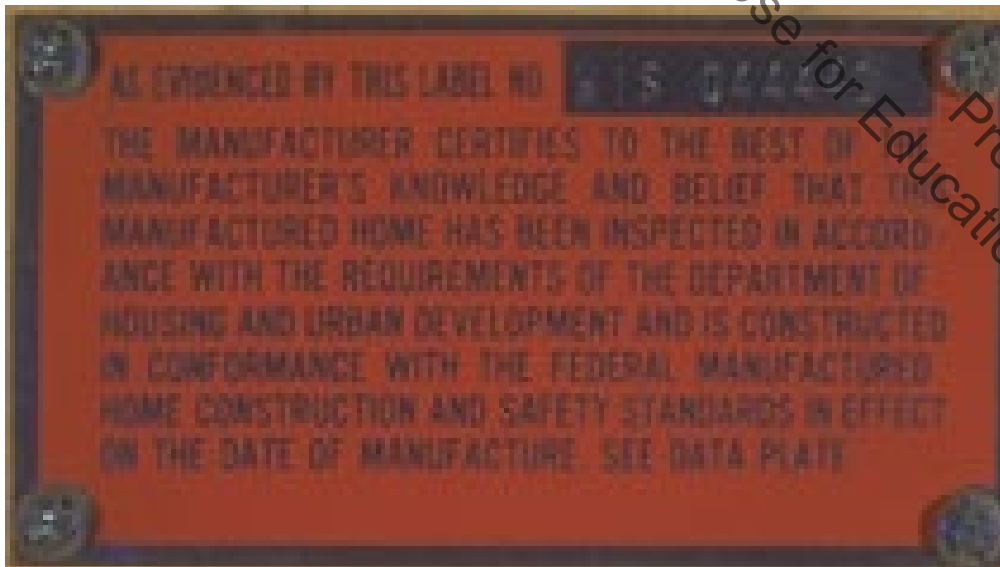 AS EVIDENCED BY THIS LABEL NO.
THE MANUFACTURER CERTIFIES TO THE BEST OF
MANUFACTURER'S KNOWLEDGE AND BELIEF THAT THE
MANUFACTURED HOME HAS BEEN INSPECTED IN ACCORD
ANCE WITH THE REQUIREMENTS OF THE DEPARTMENT OF
HOUSING AND URBAN DEVELOPMENT AND IS CONSTRUCTED
IN CONFORMANCE WITH THE FEDERAL MANUFACTURED
HOME CONSTRUCTION AND SAFETY STANDARDS IN EFFECT
ON THE DATE OF MANUFACTURE. SEE DATA PLATE
for